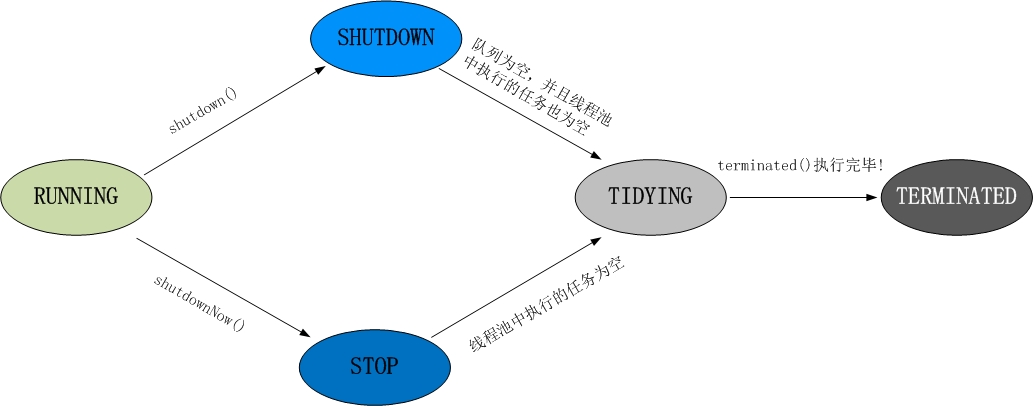 SHUTDOWN
队列为空，并且线程池
中执行的任务也为空
shutdown()
RUNNING
TIDYING
terminated()执行完毕!
TERMINATED
shutdownNow()
线程池中执行的任务为空
STOP